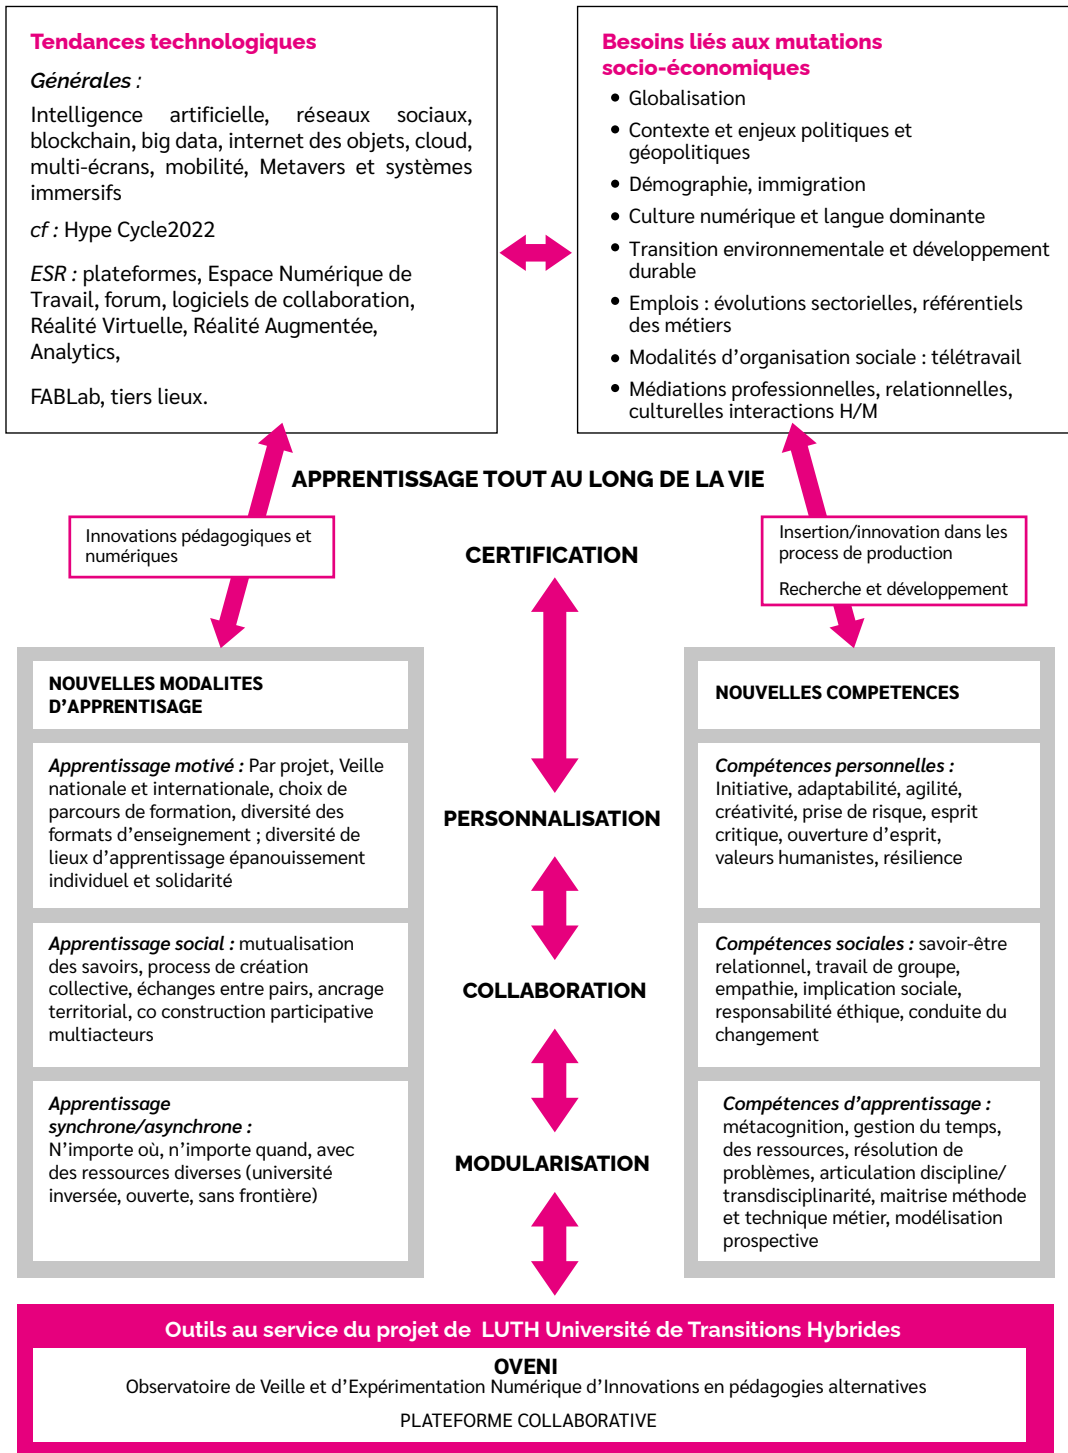 Tendances technologiques
Générales :
Intelligence artificielle, réseaux sociaux,
blockchain, big data, internet des objets, cloud,
multi-écrans, mobilité, Metavers et systèmes
immersifs
cf : Hype Cycle2022
ESR : plateformes, Espace Numérique de
Travail, forum, logiciels de collaboration,
Réalité Virtuelle, Réalité Augmentée,
Analytics,
FABLab, tiers lieux.
Besoins liés aux mutations
socio-économiques
• Globalisation
• Contexte et enjeux politiques et
géopolitiques
• Démographie, immigration
• Culture numérique et langue dominante
• Transition environnementale et développement
durable
• Emplois : évolutions sectorielles, référentiels
des métiers
• Modalités d'organisation sociale : télétravail
• Médiations professionnelles, relationnelles,
culturelles interactions H/M
APPRENTISSAGE TOUT AU LONG DE LA VIE
Innovations pédagogiques et
numériques
CERTIFICATION
Insertion/innovation dans les
process de production
Recherche et développement
NOUVELLES MODALITES
D'APPRENTISAGE
Apprentissage motivé : Par projet, Veille
nationale et internationale, choix de
parcours de formation, diversité des
formats d'enseignement ; diversité de
lieux d'apprentissage épanouissement
individuel et solidarité
Apprentissage social : mutualisation
des savoirs, process de création
collective, échanges entre pairs, ancrage
territorial, co construction participative
multiacteurs
Apprentissage
synchrone/asynchrone :
N'importe où, n'importe quand, avec
des ressources diverses (université
inversée, ouverte, sans frontière)
PERSONNALISATION
COLLABORATION
MODULARISATION
NOUVELLES COMPETENCES
Compétences personnelles :
Initiative, adaptabilité, agilité,
créativité, prise de risque, esprit
critique, ouverture d'esprit,
valeurs humanistes, résilience
Compétences sociales : savoir-être
relationnel, travail de groupe,
empathie, implication sociale,
responsabilité éthique, conduite du
changement
Compétences d'apprentissage :
métacognition, gestion du temps,
des ressources, résolution de
problèmes, articulation discipline/
transdisciplinarité, maitrise méthode
et technique métier, modélisation
prospective
Outils au service du projet de LUTH Université de Transitions Hybrides
OVENI
Observatoire de Veille et d'Expérimentation Numérique d'Innovations en pédagogies alternatives
PLATEFORME COLLABORATIVE